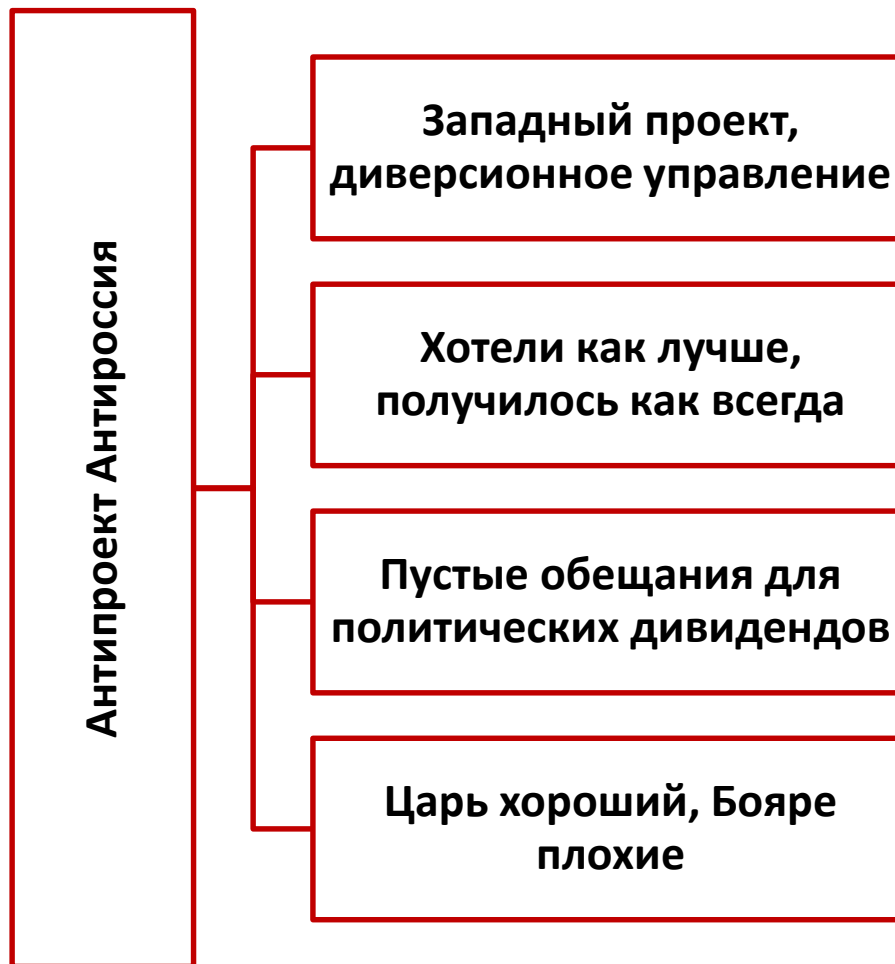 Антипроект Антироссия
Западный проект,
диверсионное управление
Хотели как лучше,
получилось как всегда
Пустые обещания для
политических дивидендов
Царь хороший, Бояре
плохие